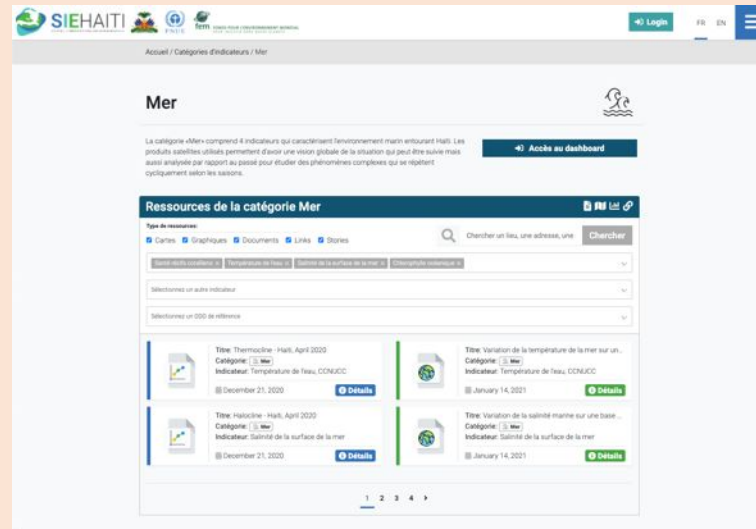 SIEHAITI
PNUE
fem
FONDS POUR L'ENVIRONNEMENT MONDIAL
Login
FR EN
Accueil / Catégories d'indicateurs / Mer
Mer
La catégorie «Mer» comprend 4 indicateurs qui caractérisent l'environnement marin entourant Haïti. Les
produits satellites utilisés permettent d'avoir une vision globale de la situation qui peut être suivie mais
aussi analysée par rapport au passé pour étudier des phénomènes complexes qui se répètent
cycliquement selon les saisons.
Accès au dashboard
Ressources de la catégorie Mer
Type de ressources:
Cartes Graphiques Documents Links Stories
Chercher un lieu, une adresse, une
Chercher
Santé récifs coralliens × Température de l'eau × Salinité de la surface de la mer × Chlorophylle océanique ×
Sélectionnez un autre indicateur
Sélectionnez un ODD de référence
Titre: Thermocline - Haiti, April 2020
Catégorie: Mer
Indicateur: Température de l'eau, CCNUCC
December 21, 2020
Détails
Titre: Variation de la température de la mer sur un...
Catégorie: Mer
Indicateur: Température de l'eau, CCNUCC
January 14, 2021
Détails
Titre: Halocline - Haiti, April 2020
Catégorie: Mer
Indicateur: Salinité de la surface de la mer
December 21, 2020
Détails
Titre: Variation de la salinité marine sur une base ...
Catégorie: Mer
Indicateur: Salinité de la surface de la mer
January 14, 2021
Détails
1 2 3 4